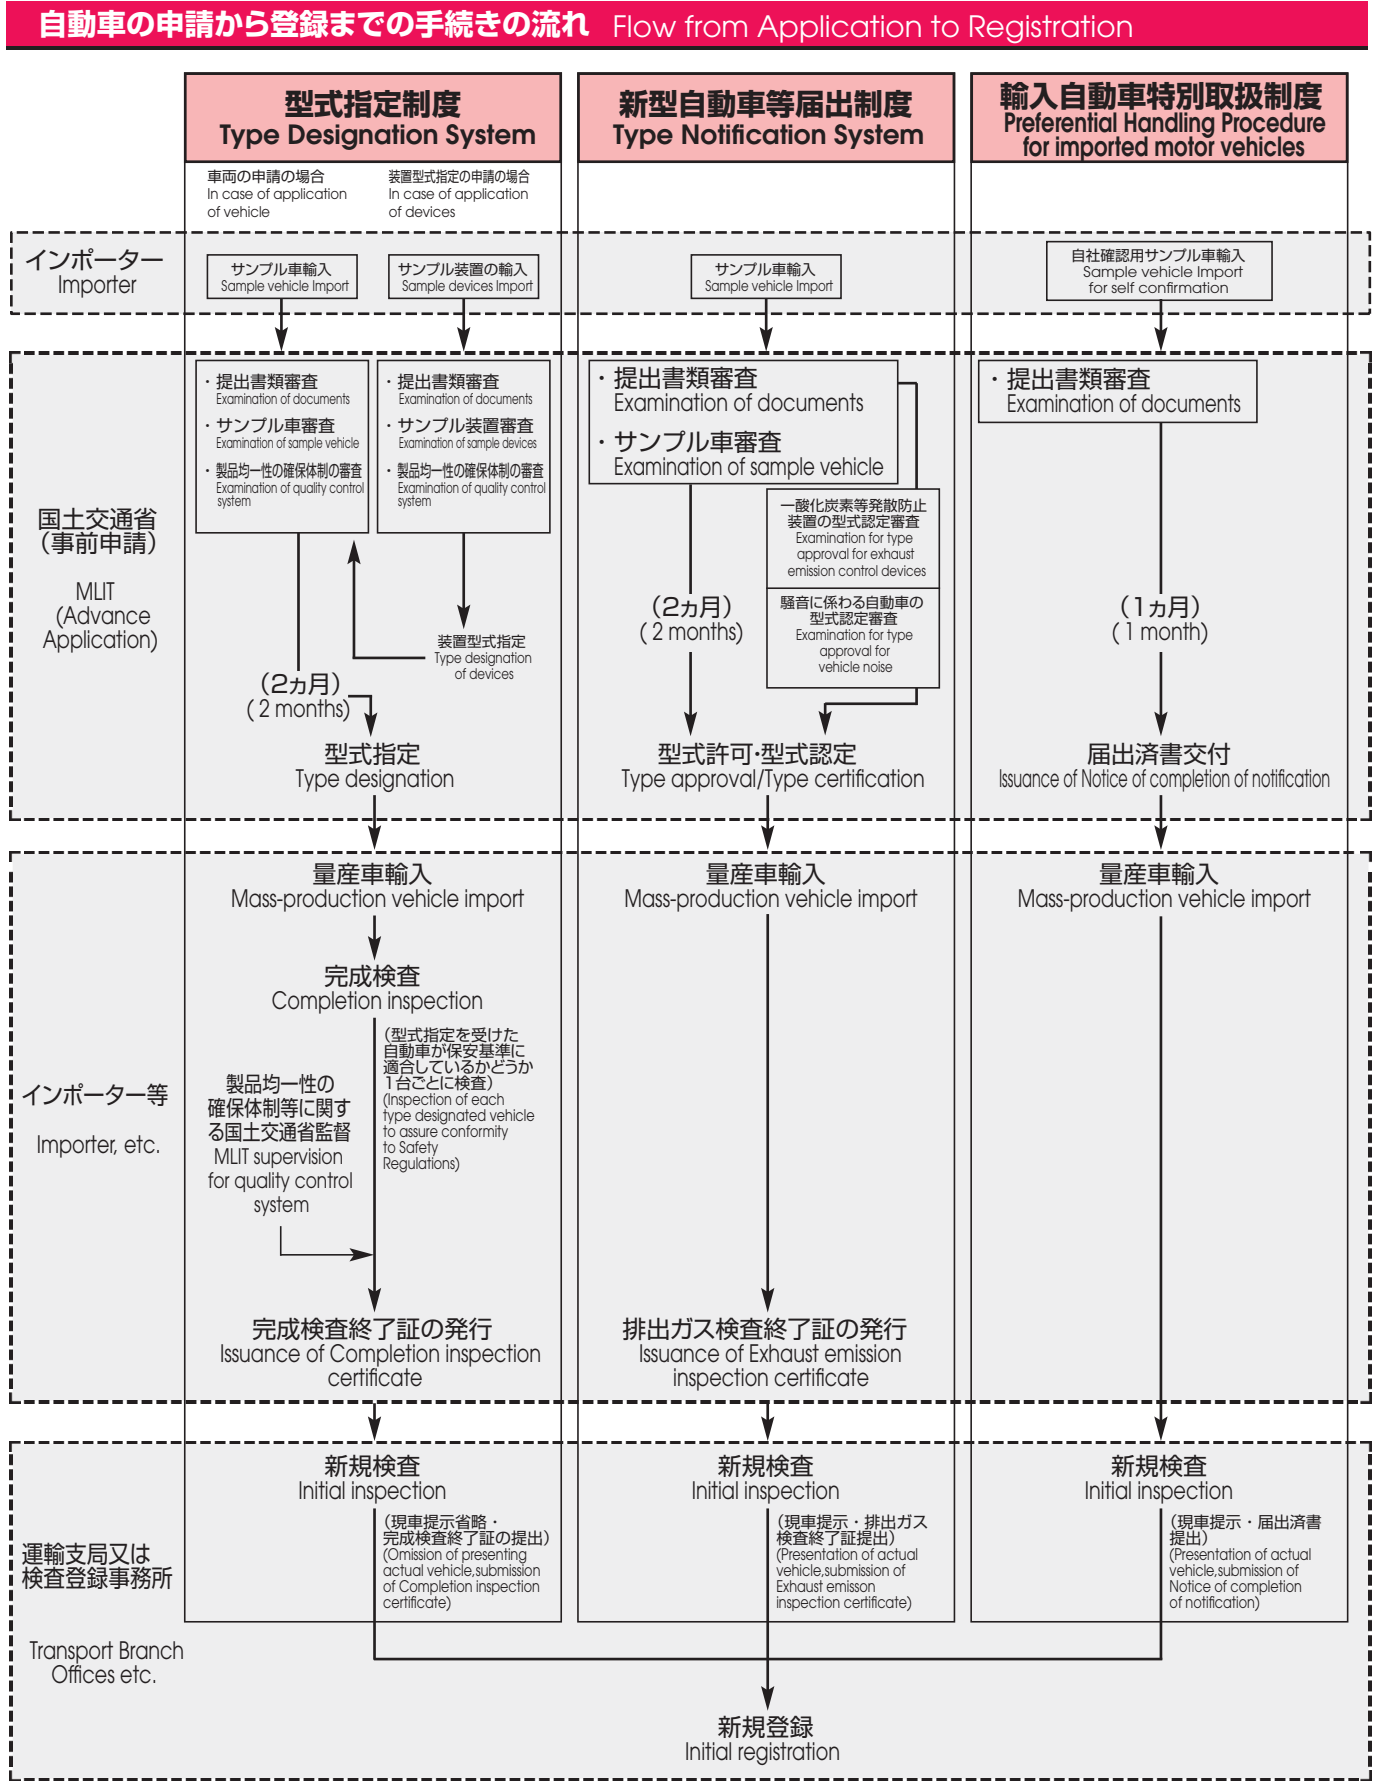 自動車の申請から登録までの手続きの流れ Flow from Application to Registration
型式指定制度
Type Designation System
新型自動車等届出制度
Type Notification System
輸入自動車特別取扱制度
Preferential Handling Procedure
for imported motor vehicles
車両の申請の場合
In case of application
of vehicle
装置型式指定の申請の場合
In case of application
of devices
インポーター
Importer
サンプル車輸入
Sample vehicle Import
サンプル装置の輸入
Sample devices Import
サンプル車輸入
Sample vehicle Import
自社確認用サンプル車輸入
Sample vehicle Import
for self confirmation
国土交通省
（事前申請）
MLIT
(Advance
Application)
・提出書類審査
Examination of documents
・サンプル車審査
Examination of sample vehicle
・製品均一性の確保体制の審査
Examination of quality control
system
・提出書類審査
Examination of documents
・サンプル装置審査
Examination of sample devices
・製品均一性の確保体制の審査
Examination of quality control
system
装置型式指定
Type designation
of devices
（2ヵ月）
( 2 months)
型式指定
Type designation
・提出書類審査
Examination of documents
・サンプル車審査
Examination of sample vehicle
一酸化炭素等発散防止
装置の型式認定審査
Examination for type
approval for exhaust
emission control devices
騒音に係わる自動車の
型式認定審査
Examination for type
approval for
vehicle noise
（2ヵ月）
( 2 months)
型式許可・型式認定
Type approval/Type certification
・提出書類審査
Examination of documents
（1ヵ月）
( 1 month)
届出済書交付
Issuance of Notice of completion of notification
インポーター等
Importer, etc.
量産車輸入
Mass-production vehicle import
完成検査
Completion inspection
（型式指定を受けた
自動車が保安基準に
適合しているかどうか
1台ごとに検査）
(Inspection of each
type designated vehicle
to assure conformity
to Safety
Regulations)
製品均一性の
確保体制等に関す
る国土交通省監督
MLIT supervision
for quality control
system
完成検査終了証の発行
Issuance of Completion inspection
certificate
量産車輸入
Mass-production vehicle import
排出ガス検査終了証の発行
Issuance of Exhaust emission
inspection certificate
量産車輸入
Mass-production vehicle import
運輸支局又は
検査登録事務所
Transport Branch
Offices etc.
新規検査
Initial inspection
（現車提示省略・
完成検査終了証の提出）
(Omission of presenting
actual vehicle,submission
of Completion inspection
certificate)
新規検査
Initial inspection
（現車提示・排出ガス
検査終了証提出）
(Presentation of actual
vehicle,submission of
Exhaust emisson
inspection certificate)
新規検査
Initial inspection
（現車提示・届出済書
提出）
(Presentation of actual
vehicle,submission of
Notice of completion
of notification)
新規登録
Initial registration